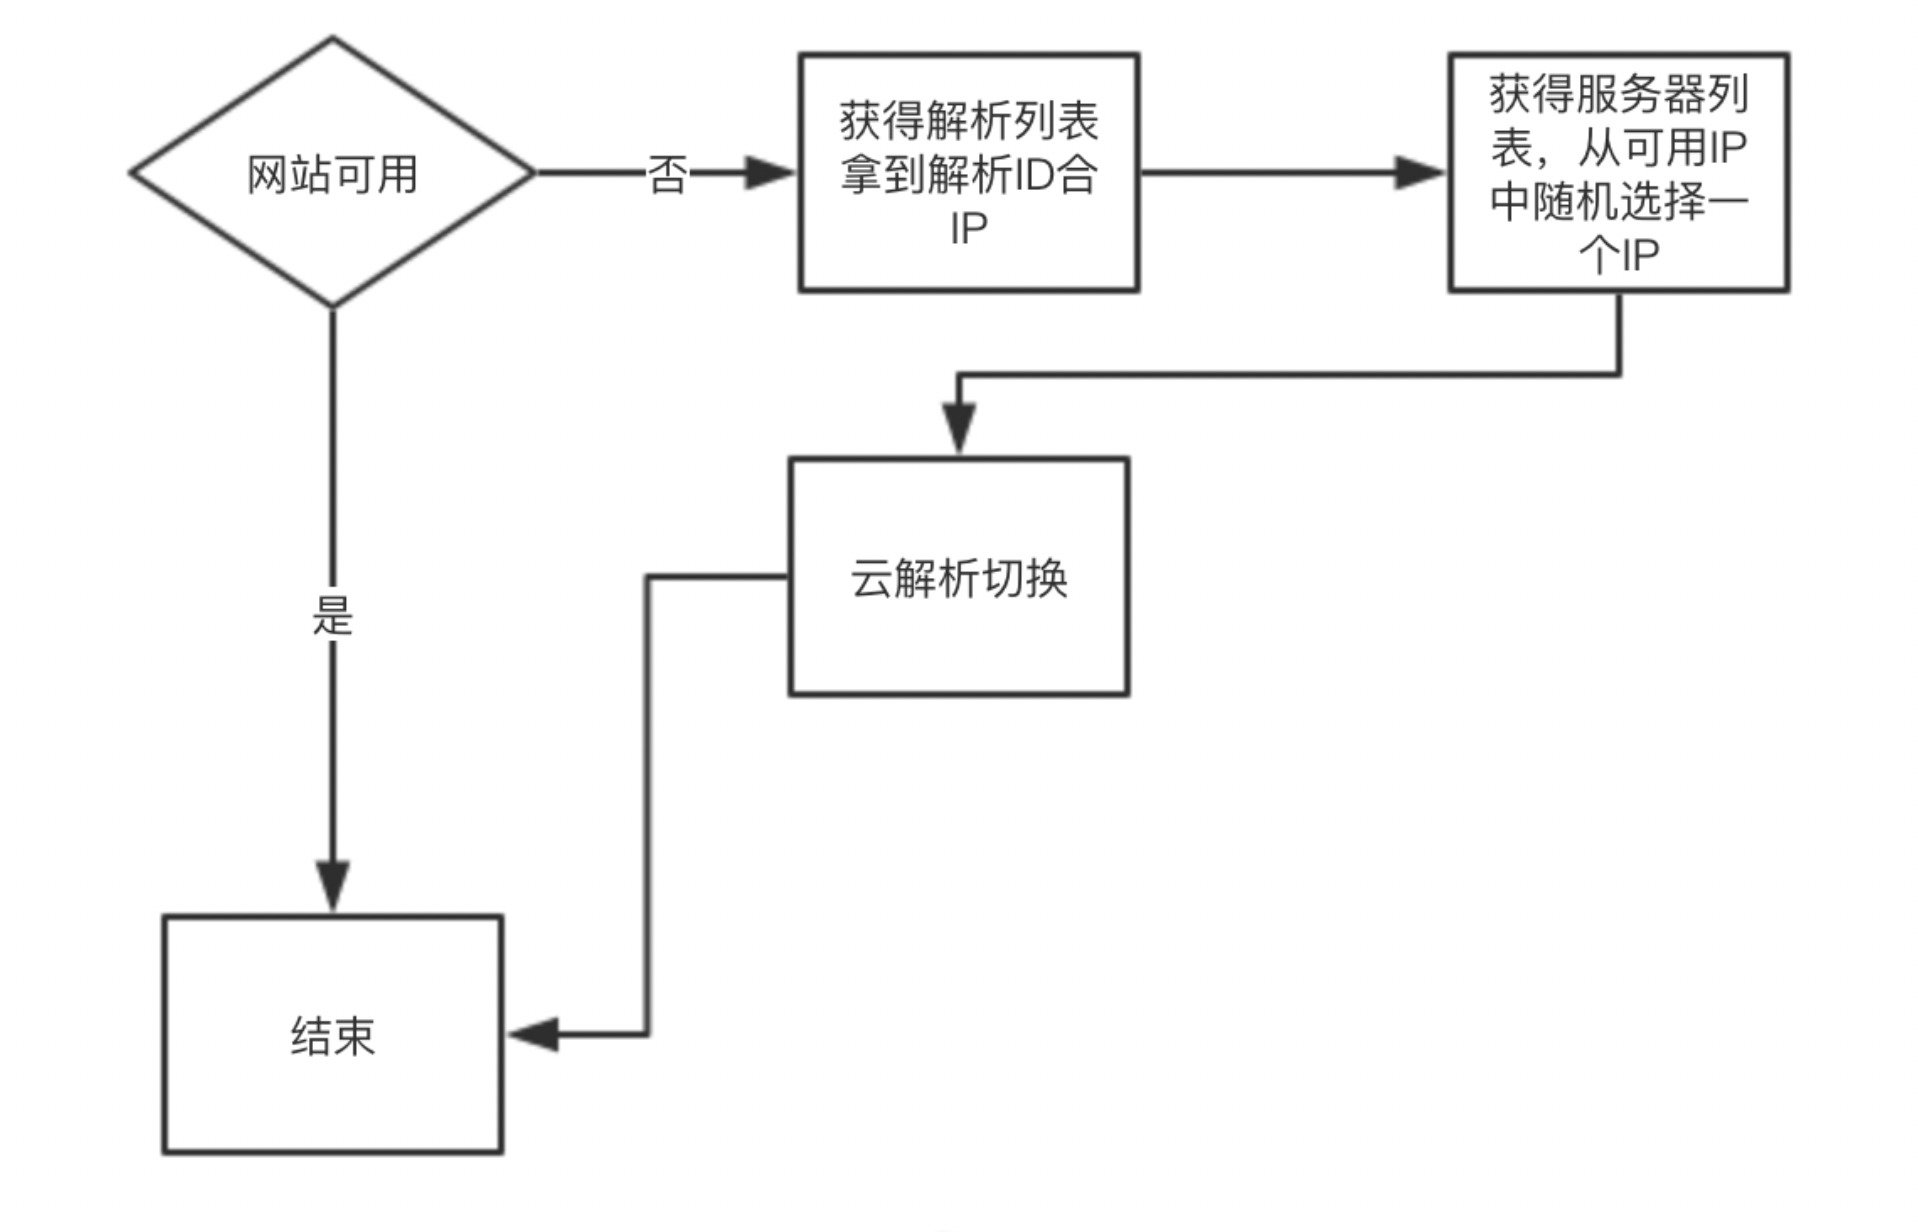 网站可用
否
获得解析列表
拿到解析ID合
IP
获得服务器列
表，从可用IP
中随机选择一
个IP
云解析切换
是
结束